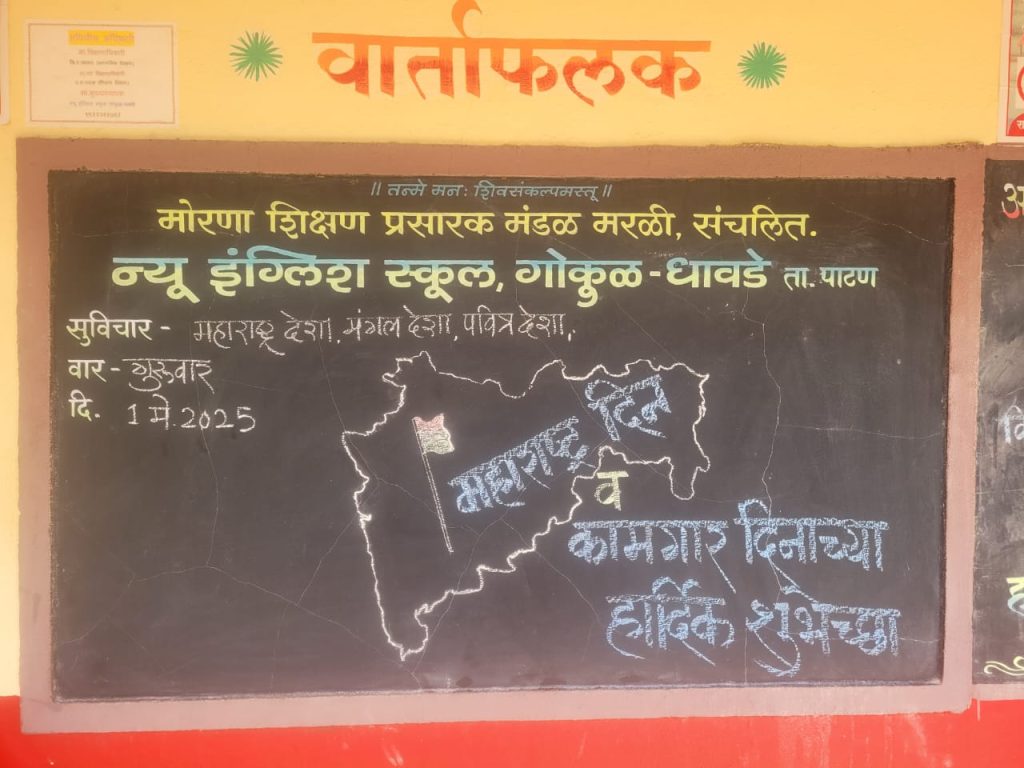 वार्ताफलक
|| तन्मे मनः शिवसंकल्पमस्तू ||
मोरणा शिक्षण प्रसारक मंडळ मरळी, संचलित.
न्यू इंग्लिश स्कूल, गोकुळ - धावडे ता. पाटण
सुविचार - महाराष्ट्र देशा, मंगल देशा, पवित्र देशा,
वार - गुरूवार
दि. 1 मे. 2025
महाराष्ट्र दिन
व
कामगार दिनाच्या
हार्दिक शुभेच्छा